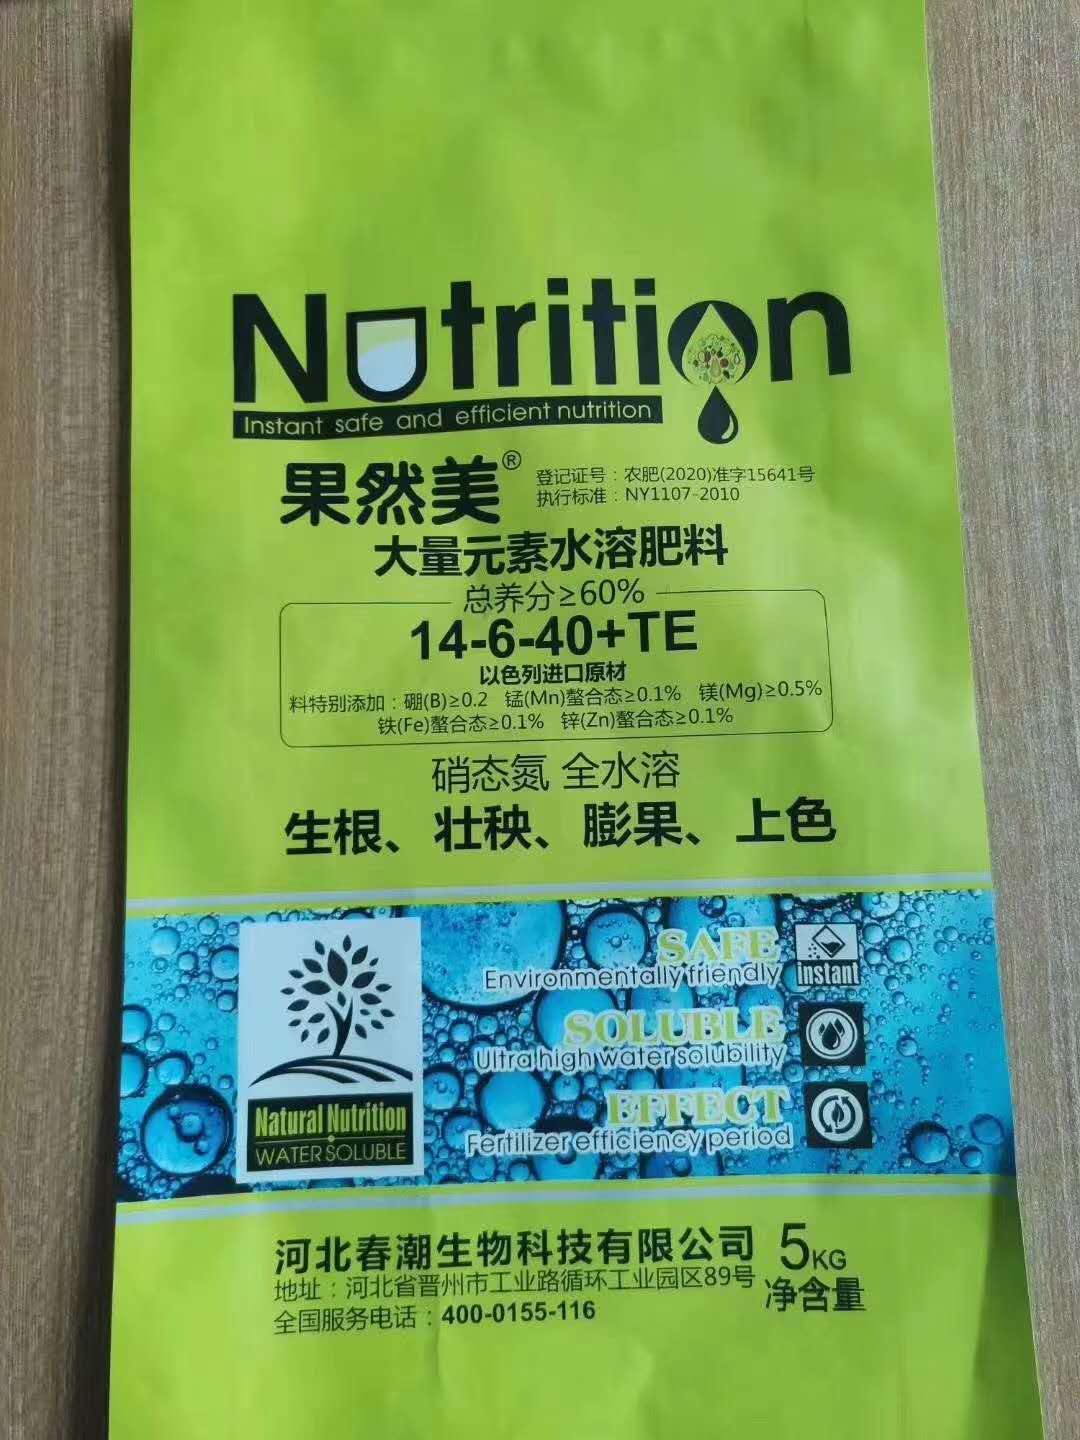 Nutrition
Instant safe and efficient nutrition
果然美®
登记证号：农肥(2020)准字15641号
执行标准：NY1107-2010
大量元素水溶肥料
总养分≥60%
14-6-40+TE
以色列进口原材
料特别添加：硼(B)≥0.2 锰(Mn)螯合态≥0.1% 镁(Mg)≥0.5%
铁(Fe)螯合态≥0.1% 锌(Zn)螯合态≥0.1%
硝态氮 全水溶
生根、壮秧、膨果、上色
SAFE
Environmentally friendly
instant
SOLUBLE
Ultra high water solubility
EFFECT
Fertilizer efficiency period
Natural Nutrition
WATER SOLUBLE
河北春潮生物科技有限公司
地址：河北省晋州市工业路循环工业园区89号
全国服务电话：400-0155-116
5KG
净含量